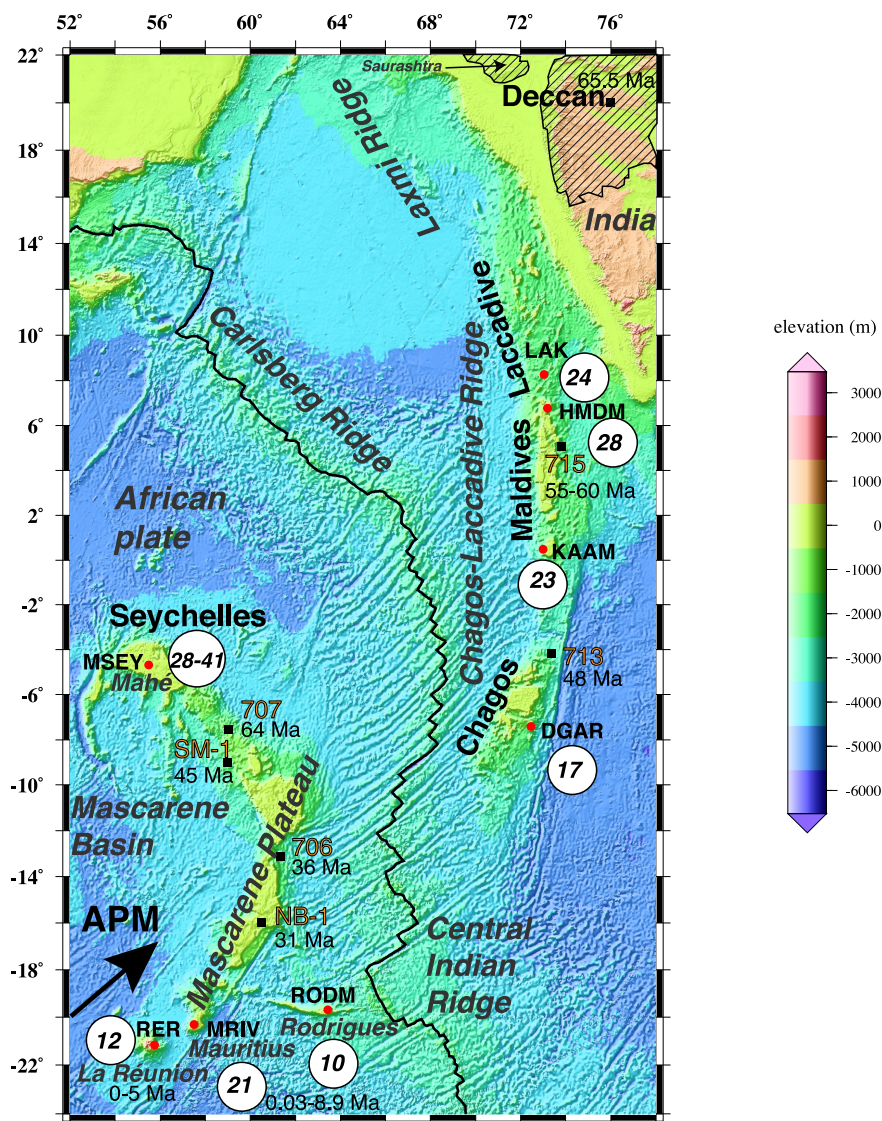 52° 56° 60° 64° 68° 72° 76°
22°
18°
14°
10°
6°
2°
-2°
-6°
-10°
-14°
-18°
-22°
Saurashtra
65.5 Ma
Deccan
India
Laxmi Ridge
Carlsberg Ridge
Laccadive
Chagos-Laccadive Ridge
Maldives
LAK
24
HMDM
28
715
55-60 Ma
KAAM
23
African
plate
Seychelles
MSEY
28-41
Mahé
707
64 Ma
SM-1
45 Ma
713
48 Ma
Chagos
DGAR
17
Mascarene
Basin
Mascarene Plateau
706
36 Ma
NB-1
31 Ma
APM
Central
Indian
Ridge
RODM
Rodrigues
10
0.03-8.9 Ma
12
RER
MRIV
Mauritius
21
La Réunion
0-5 Ma
elevation (m)
3000
2000
1000
0
-1000
-2000
-3000
-4000
-5000
-6000